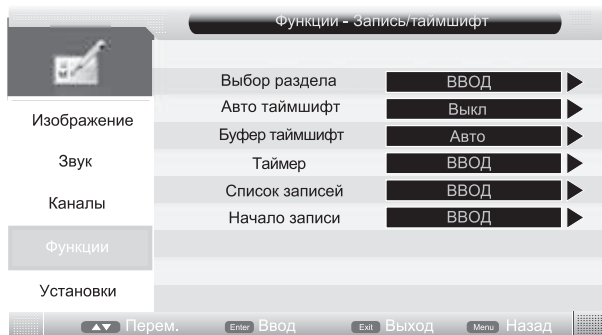 Функции - Запись/таймшифт
Выбор раздела ВВОД
Авто таймшифт Выкл
Буфер таймшифт Авто
Таймер ВВОД
Список записей ВВОД
Начало записи ВВОД
Изображение
Звук
Каналы
Функции
Установки
Перем. Enter Ввод Exit Выход Menu Назад